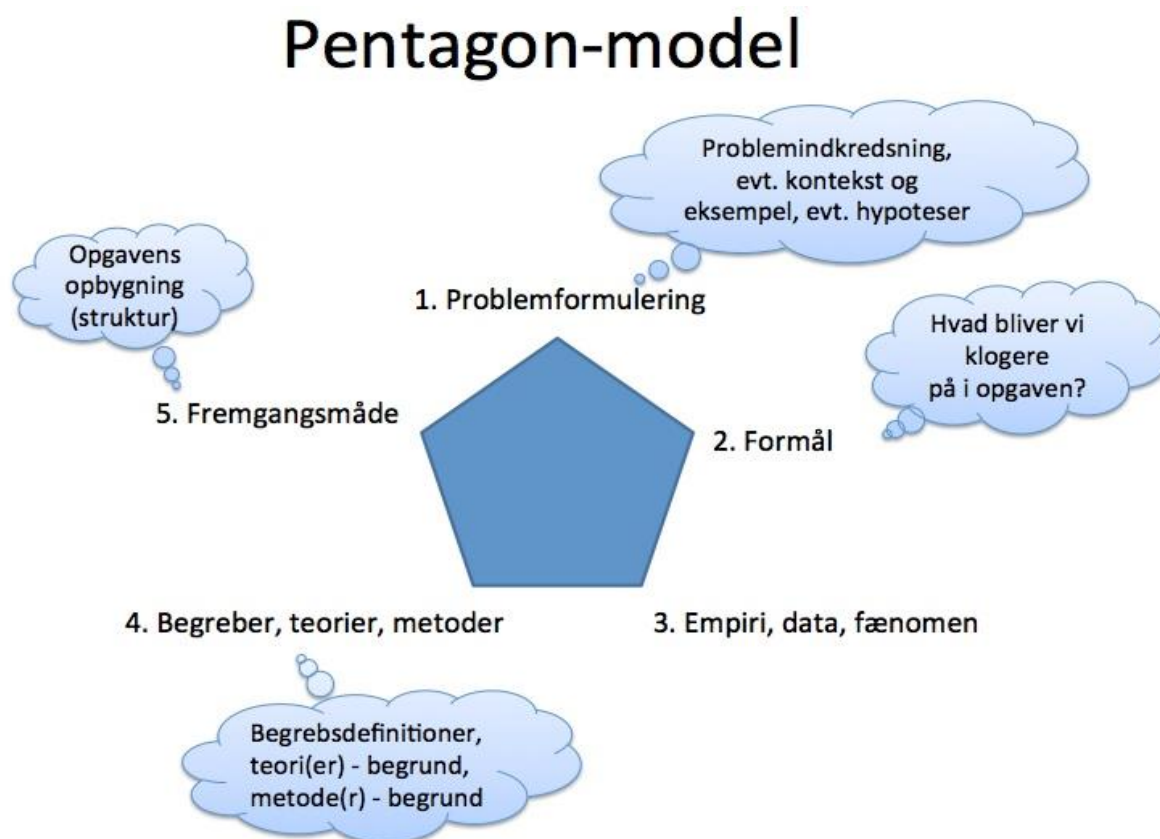 Pentagon-model
Problemindkredsning,
evt. kontekst og
eksempel, evt. hypoteser
Opgavens
opbygning
(struktur)
1. Problemformulering
Hvad bliver vi
klogere
på i opgaven?
5. Fremgangsmåde
2. Formål
4. Begreber, teorier, metoder
3. Empiri, data, fænomen
Begrebsdefinitioner,
teori(er) - begrund,
metode(r) - begrund